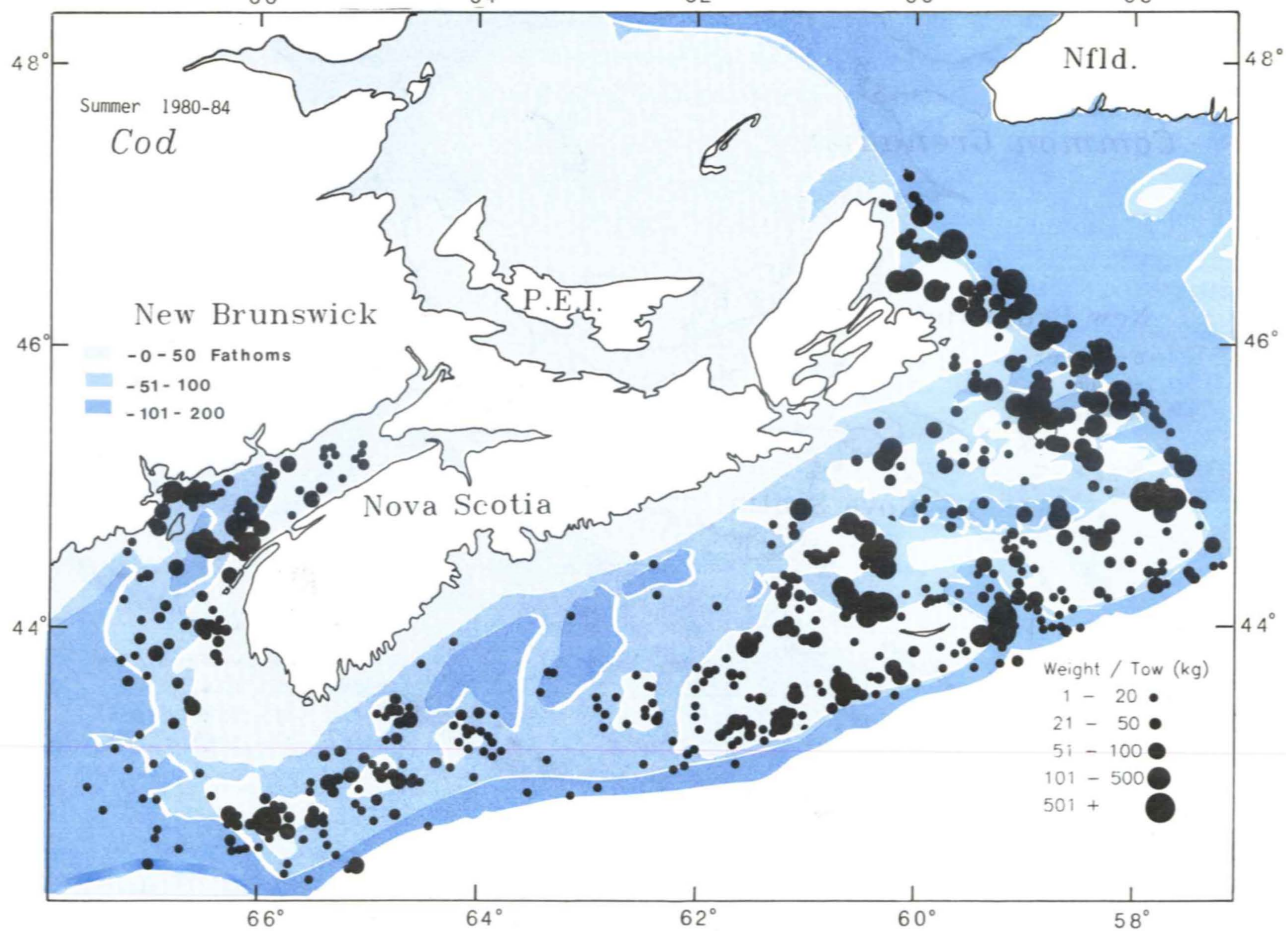 48°
48°
Nfld.
Summer 1980-84
Cod
P.E.I.
New Brunswick
46°
46°
-0-50 Fathoms
-51-100
-101-200
Nova Scotia
44°
44°
Weight / Tow (kg)
1 - 20
21 - 50
51 - 100
101 - 500
501 +
66°
64°
62°
60°
58°